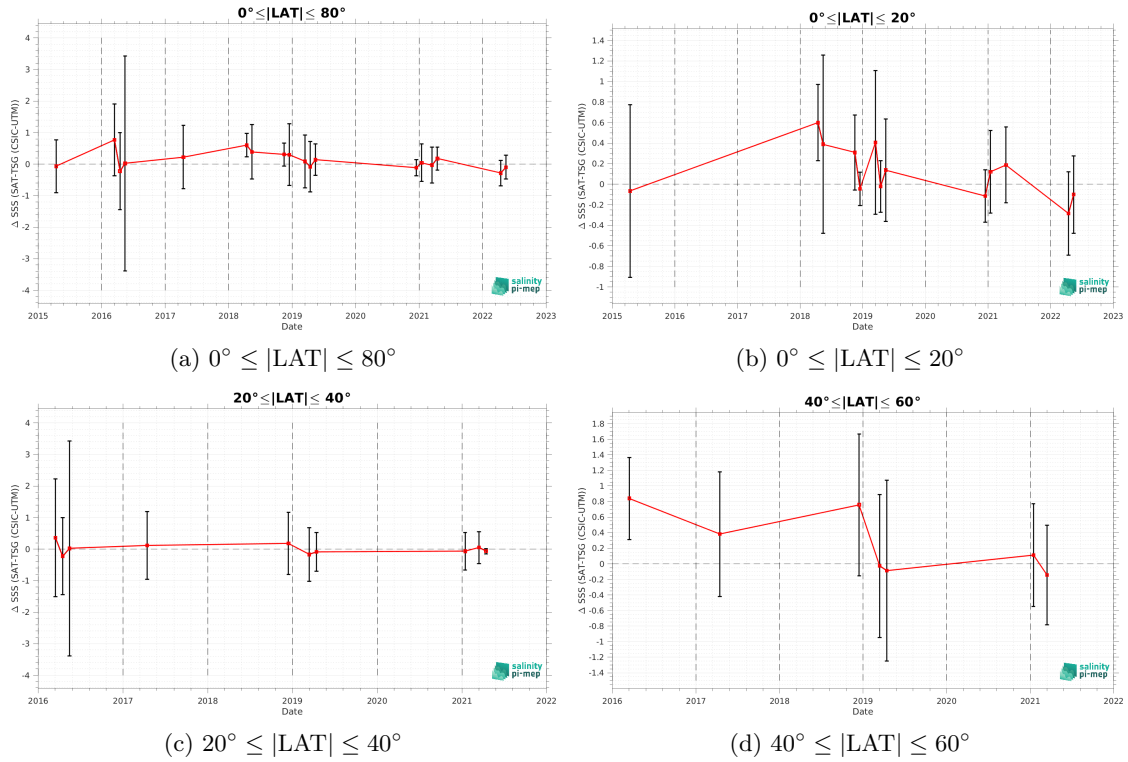 0°≤|LAT|≤ 80°
4
3
2
1
0
-1
-2
-3
-4
Δ SSS (SAT-TSG (CSIC-UTM))
2015 2016 2017 2018 2019 2020 2021 2022 2023
Date
salinity
pi-mep
(a) 0° ≤ |LAT| ≤ 80°
0°≤|LAT|≤ 20°
1.4
1.2
1
0.8
0.6
0.4
0.2
0
-0.2
-0.4
-0.6
-0.8
-1
Δ SSS (SAT-TSG (CSIC-UTM))
2015 2016 2017 2018 2019 2020 2021 2022 2023
Date
salinity
pi-mep
(b) 0° ≤ |LAT| ≤ 20°
20°≤|LAT|≤ 40°
4
3
2
1
0
-1
-2
-3
-4
Δ SSS (SAT-TSG (CSIC-UTM))
2016 2017 2018 2019 2020 2021 2022
Date
salinity
pi-mep
(c) 20° ≤ |LAT| ≤ 40°
40°≤|LAT|≤ 60°
1.8
1.6
1.4
1.2
1
0.8
0.6
0.4
0.2
0
-0.2
-0.4
-0.6
-0.8
-1
-1.2
-1.4
Δ SSS (SAT-TSG (CSIC-UTM))
2016 2017 2018 2019 2020 2021 2022
Date
salinity
pi-mep
(d) 40° ≤ |LAT| ≤ 60°